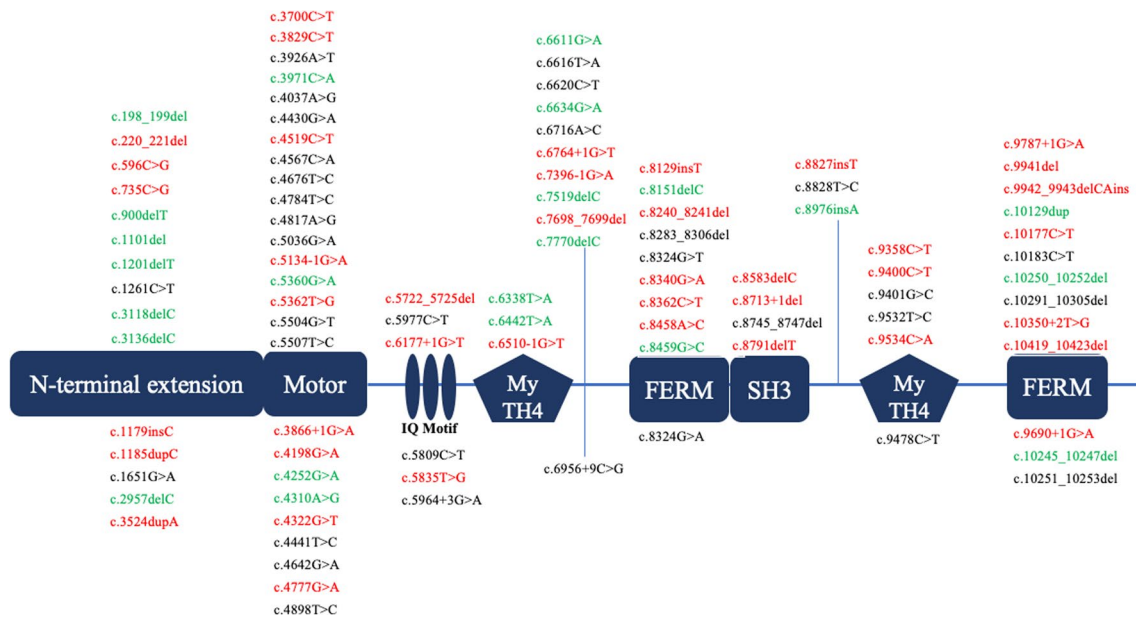 c.198_199del
c.220_221del
c.596C>G
c.735C>G
c.900delT
c.1101del
c.1201delT
c.1261C>T
c.3118delC
c.3136delC
N-terminal extension
c.1179insC
c.1185dupC
c.1651G>A
c.2957delC
c.3524dupA
c.3700C>T
c.3829C>T
c.3926A>T
c.3971C>A
c.4037A>G
c.4430G>A
c.4519C>T
c.4567C>A
c.4676T>C
c.4784T>C
c.4817A>G
c.5036G>A
c.5134-1G>A
c.5360G>A
c.5362T>G
c.5504G>T
c.5507T>C
Motor
c.3866+1G>A
c.4198G>A
c.4252G>A
c.4310A>G
c.4322G>T
c.4441T>C
c.4642G>A
c.4777G>A
c.4898T>C
c.5722_5725del
c.5977C>T
c.6177+1G>T
IQ Motif
c.5809C>T
c.5835T>G
c.5964+3G>A
c.6338T>A
c.6442T>A
c.6510-1G>T
My
TH4
c.6611G>A
c.6616T>A
c.6620C>T
c.6634G>A
c.6716A>C
c.6764+1G>T
c.7396-1G>A
c.7519delC
c.7698_7699del
c.7770delC
c.6956+9C>G
c.8129insT
c.8151delC
c.8240_8241del
c.8283_8306del
c.8324G>T
c.8340G>A
c.8362C>T
c.8458A>C
c.8459G>C
FERM
c.8324G>A
c.8583delC
c.8713+1del
c.8745_8747del
c.8791delT
SH3
c.8827insT
c.8828T>C
c.8976insA
c.9358C>T
c.9400C>T
c.9401G>C
c.9532T>C
c.9534C>A
My
TH4
c.9478C>T
c.9787+1G>A
c.9941del
c.9942_9943delCAins
c.10129dup
c.10177C>T
c.10183C>T
c.10250_10252del
c.10291_10305del
c.10350+2T>G
c.10419_10423del
FERM
c.9690+1G>A
c.10245_10247del
c.10251_10253del